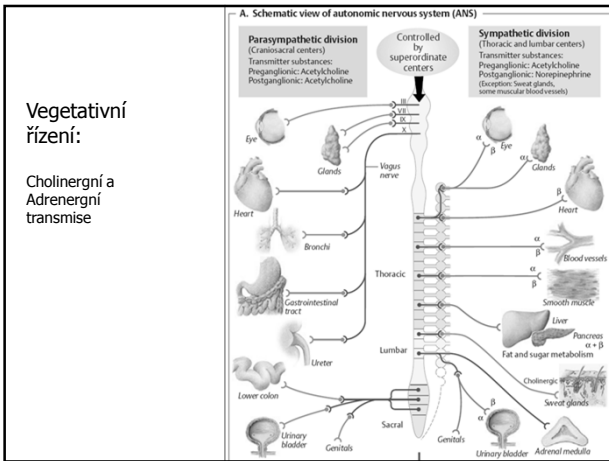 Vegetativní
řízení:
Cholinergní a
Adrenergní
transmise
A. Schematic view of autonomic nervous system (ANS)
Parasympathetic division
(Craniosacral centers)
Transmitter substances:
Preganglionic: Acetylcholine
Postganglionic: Acetylcholine
Controlled
by
superordinate
centers
Sympathetic division
(Thoracic and lumbar centers)
Transmitter substances:
Preganglionic: Acetylcholine
Postganglionic: Norepinephrine
(Exception: Sweat glands,
some muscular blood vessels)
III
VII
IX
X
Eye
Glands
Vagus
nerve
Heart
Bronchi
Gastrointestinal
tract
Ureter
Lower colon
Urinary
bladder
Genitals
Thoracic
Lumbar
Sacral
α
β
Eye
α
Glands
β
Heart
α
β
Blood vessels
α
β
Smooth muscle
Liver
Pancreas
α + β
Fat and sugar metabolism
Cholinergic
Sweat glands
β
α
Genitals
Urinary bladder
Adrenal medulla